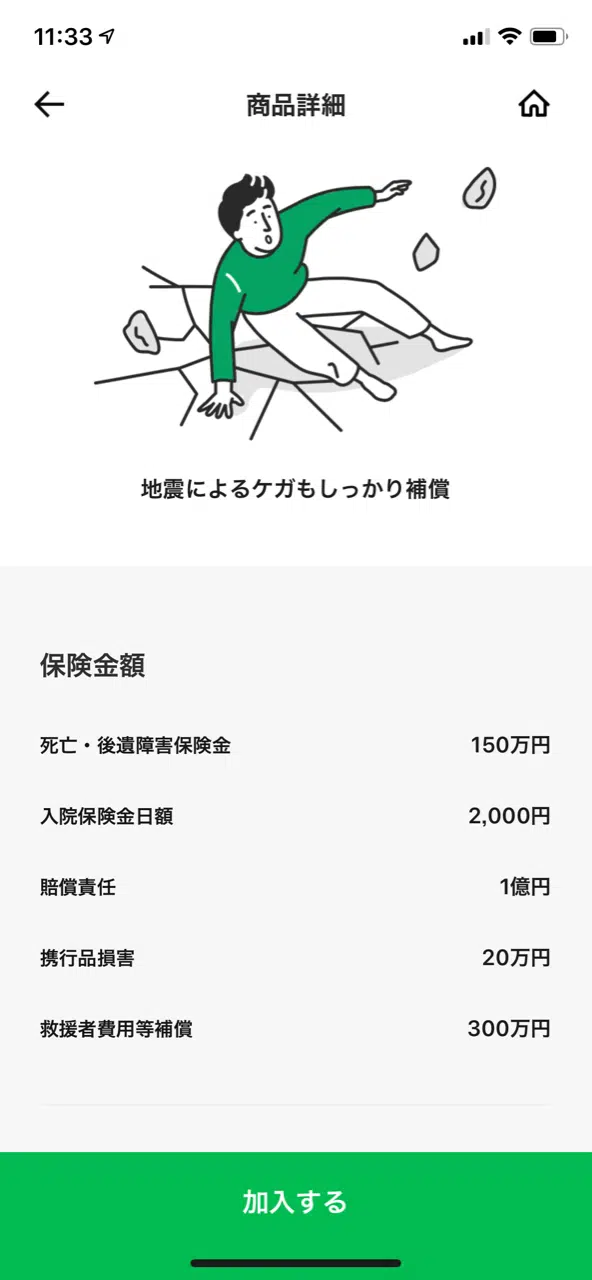 11:33
商品詳細
地震によるケガもしっかり補償
保険金額
死亡・後遺障害保険金 150万円
入院保険金日額 2,000円
賠償責任 1億円
携行品損害 20万円
救援者費用等補償 300万円
加入する